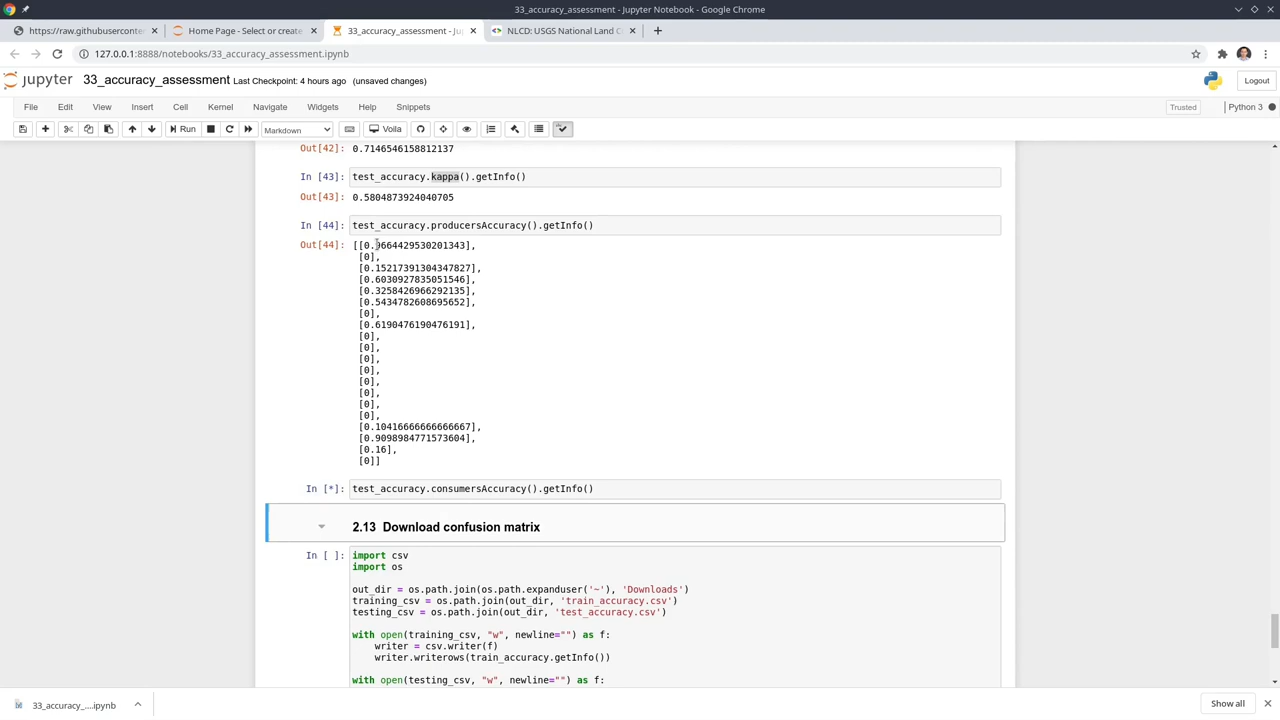 33_accuracy_assessment - Jupyter Notebook - Google Chrome
https://raw.githubuserconte
Home Page - Select or create
33_accuracy_assessment - Ju
NLCD: USGS National Land C
127.0.0.1:8888/notebooks/33_accuracy_assessment.ipynb
jupyter 33_accuracy_assessment Last Checkpoint: 4 hours ago (unsaved changes)
Logout
File Edit View Insert Cell Kernel Navigate Widgets Help Snippets
Trusted
Python 3
Run
Markdown
Voila
Out[42]: 0.7146546158812137
In [43]: test_accuracy.kappa().getInfo()
Out[43]: 0.5804873924040705
In [44]: test_accuracy.producersAccuracy().getInfo()
Out[44]: [[0.9664429530201343],
[0],
[0.15217391304347827],
[0.6030927835051546],
[0.3258426966292135],
[0.5434782608695652],
[0],
[0.6190476190476191],
[0],
[0],
[0],
[0],
[0],
[0],
[0],
[0],
[0.10416666666666667],
[0.9098984771573604],
[0.16],
[0]]
In [*]: test_accuracy.consumersAccuracy().getInfo()
2.13 Download confusion matrix
In [ ]: import csv
import os
out_dir = os.path.join(os.path.expanduser('~'), 'Downloads')
training_csv = os.path.join(out_dir, 'train_accuracy.csv')
testing_csv = os.path.join(out_dir, 'test_accuracy.csv')
with open(training_csv, "w", newline="") as f:
writer = csv.writer(f)
writer.writerows(train_accuracy.getInfo())
with open(testing_csv, "w", newline="") as f:
33_accuracy_....ipynb
Show all